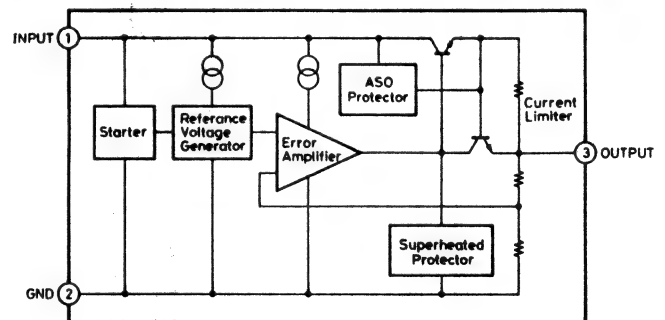 INPUT 1
ASO
Protector
Current
Limiter
Starter
Referance
Voltage
Generator
Error
Amplifier
3 OUTPUT
Superheated
Protector
GND 2